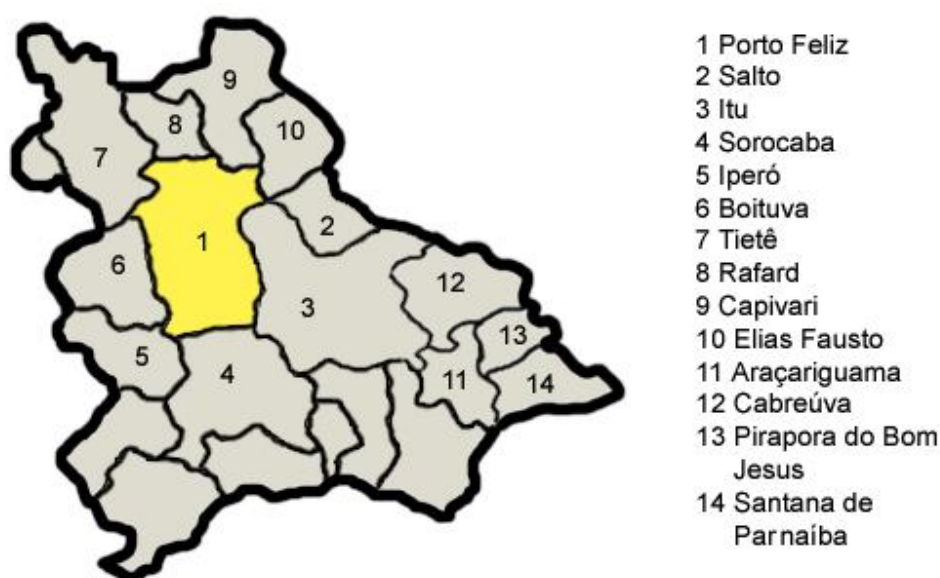 9
8
10
7
1
2
6
12
3
13
5
4
11
14
1 Porto Feliz
2 Salto
3 Itu
4 Sorocaba
5 Iperó
6 Boituva
7 Tietê
8 Rafard
9 Capivari
10 Elias Fausto
11 Araçariguama
12 Cabreúva
13 Pirapora do Bom
Jesus
14 Santana de
Parnaíba